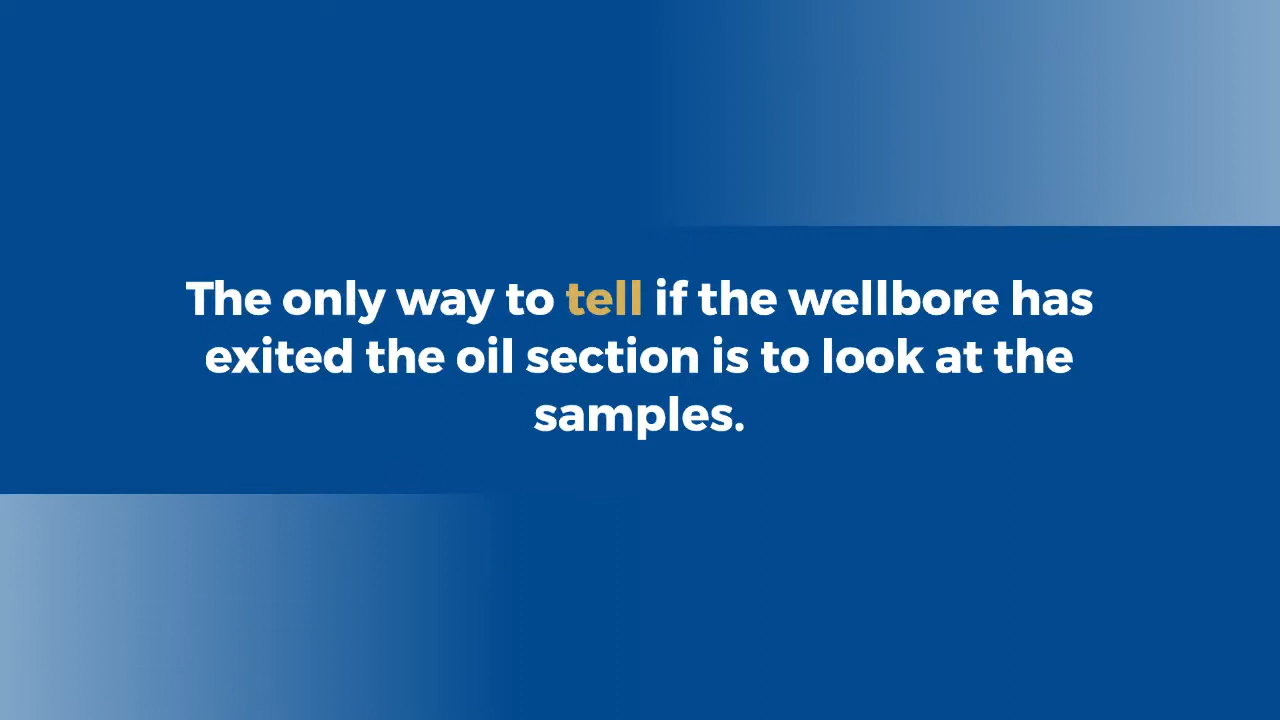 The only way to tell if the wellbore has
exited the oil section is to look at the
samples.